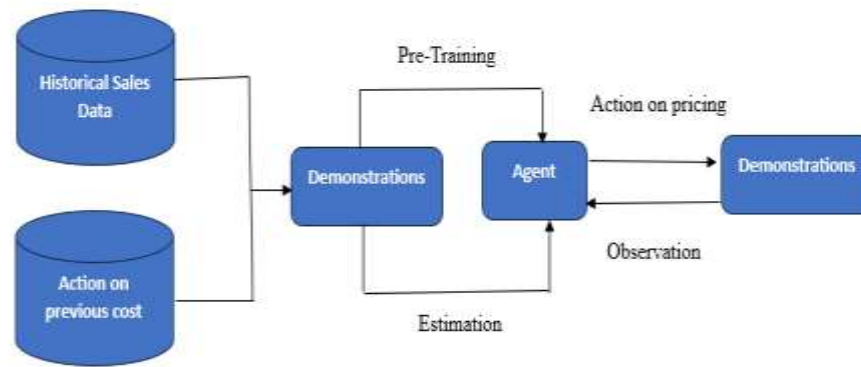 Historical Sales
Data
Action on
previous cost
Demonstrations
Pre-Training
Estimation
Agent
Action on pricing
Observation
Demonstrations